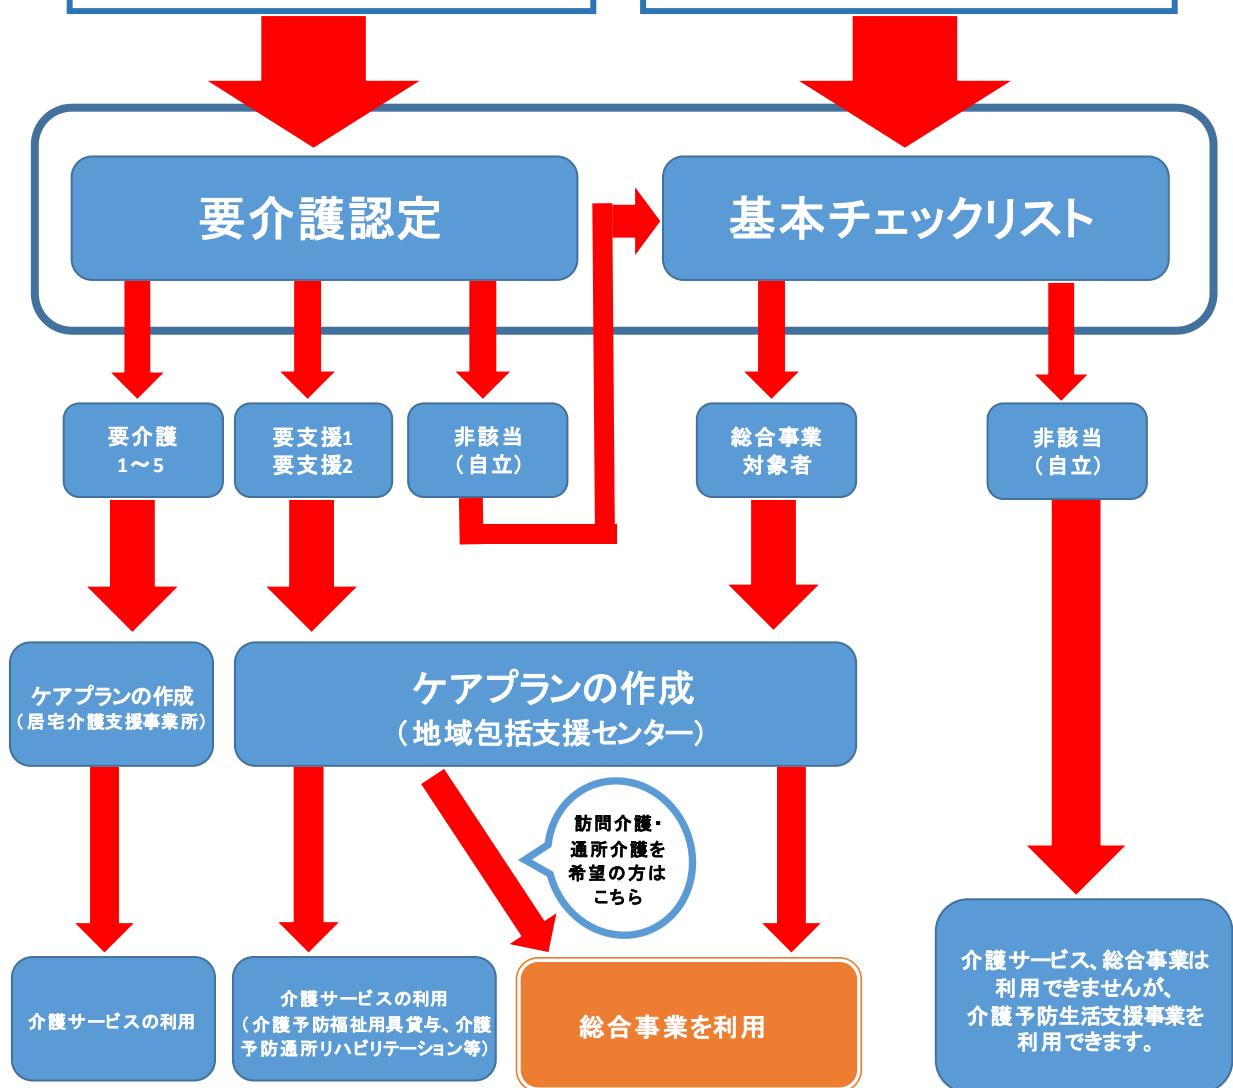 要介護認定
基本チェックリスト
要介護
1～5
要支援1
要支援2
非該当
（自立）
総合事業
対象者
非該当
（自立）
ケアプランの作成
（居宅介護支援事業所）
ケアプランの作成
（地域包括支援センター）
訪問介護・
通所介護を
希望の方は
こちら
介護サービスの利用
介護サービスの利用
（介護予防福祉用具貸与、介護
予防通所リハビリテーション等）
総合事業を利用
介護サービス、総合事業は
利用できませんが、
介護予防生活支援事業を
利用できます。